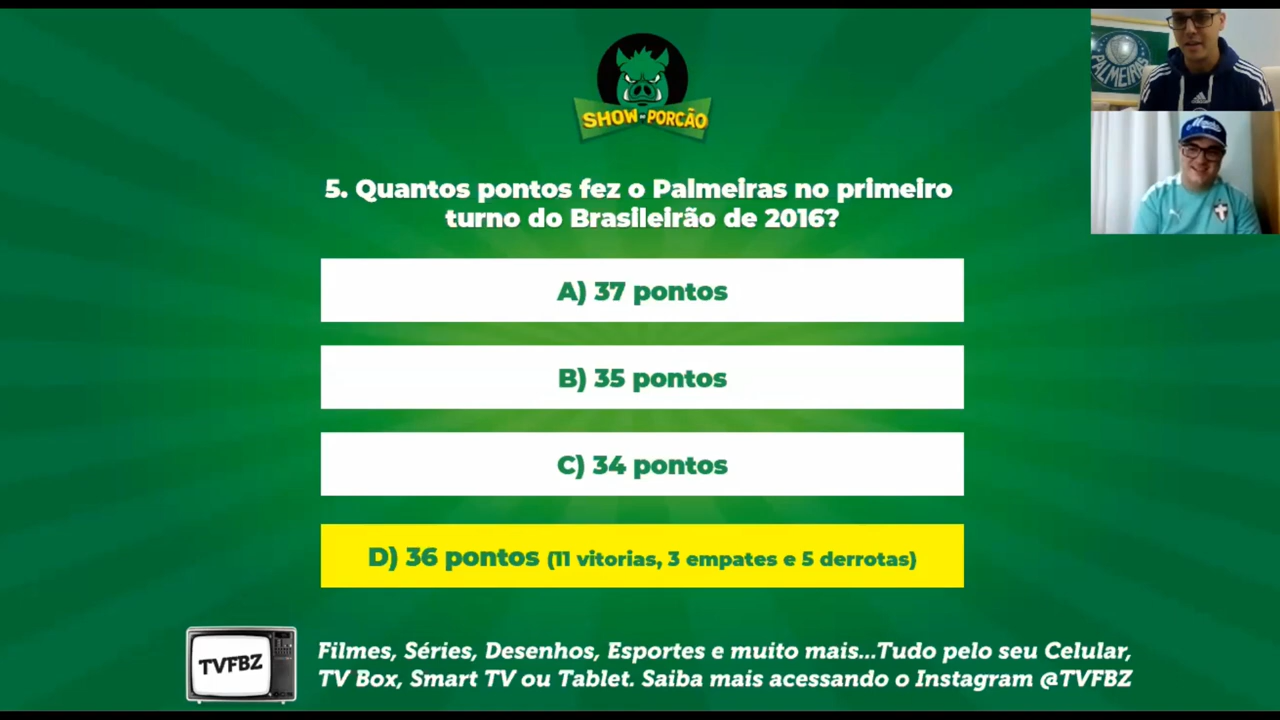 SHOW-PORCÃO
PALMEIRAS
5. Quantos pontos fez o Palmeiras no primeiro
turno do Brasileirão de 2016?
A) 37 pontos
B) 35 pontos
C) 34 pontos
D) 36 pontos (11 vitorias, 3 empates e 5 derrotas)
TVFBZ
Filmes, Séries, Desenhos, Esportes e muito mais...Tudo pelo seu Celular,
TV Box, Smart TV ou Tablet. Saiba mais acessando o Instagram @TVFBZ